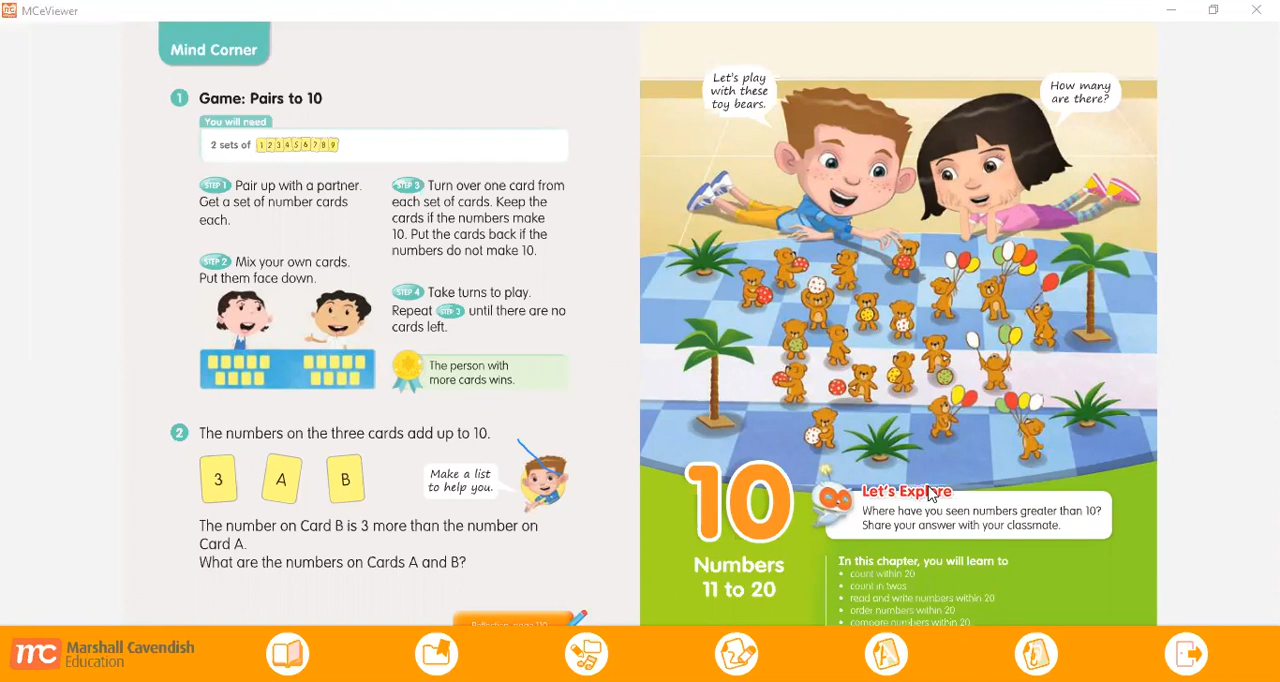 MCeViewer
Mind Corner
1 Game: Pairs to 10
You will need
2 sets of 1 2 3 4 5 6 7 8 9
STEP 1 Pair up with a partner.
Get a set of number cards
each.
STEP 2 Mix your own cards.
Put them face down.
STEP 3 Turn over one card from
each set of cards. Keep the
cards if the numbers make
10. Put the cards back if the
numbers do not make 10.
STEP 4 Take turns to play.
Repeat STEP 3 until there are no
cards left.
The person with
more cards wins.
2 The numbers on the three cards add up to 10.
3 A B
Make a list
to help you.
The number on Card B is 3 more than the number on
Card A.
What are the numbers on Cards A and B?
Reflection, page 110
Let's play
with these
toy bears.
How many
are there?
10
Numbers
11 to 20
Let's Explore
Where have you seen numbers greater than 10?
Share your answer with your classmate.
In this chapter, you will learn to
• count within 20
• count in twos
• read and write numbers within 20
• order numbers within 20
• compare numbers within 20
mc Marshall Cavendish
Education